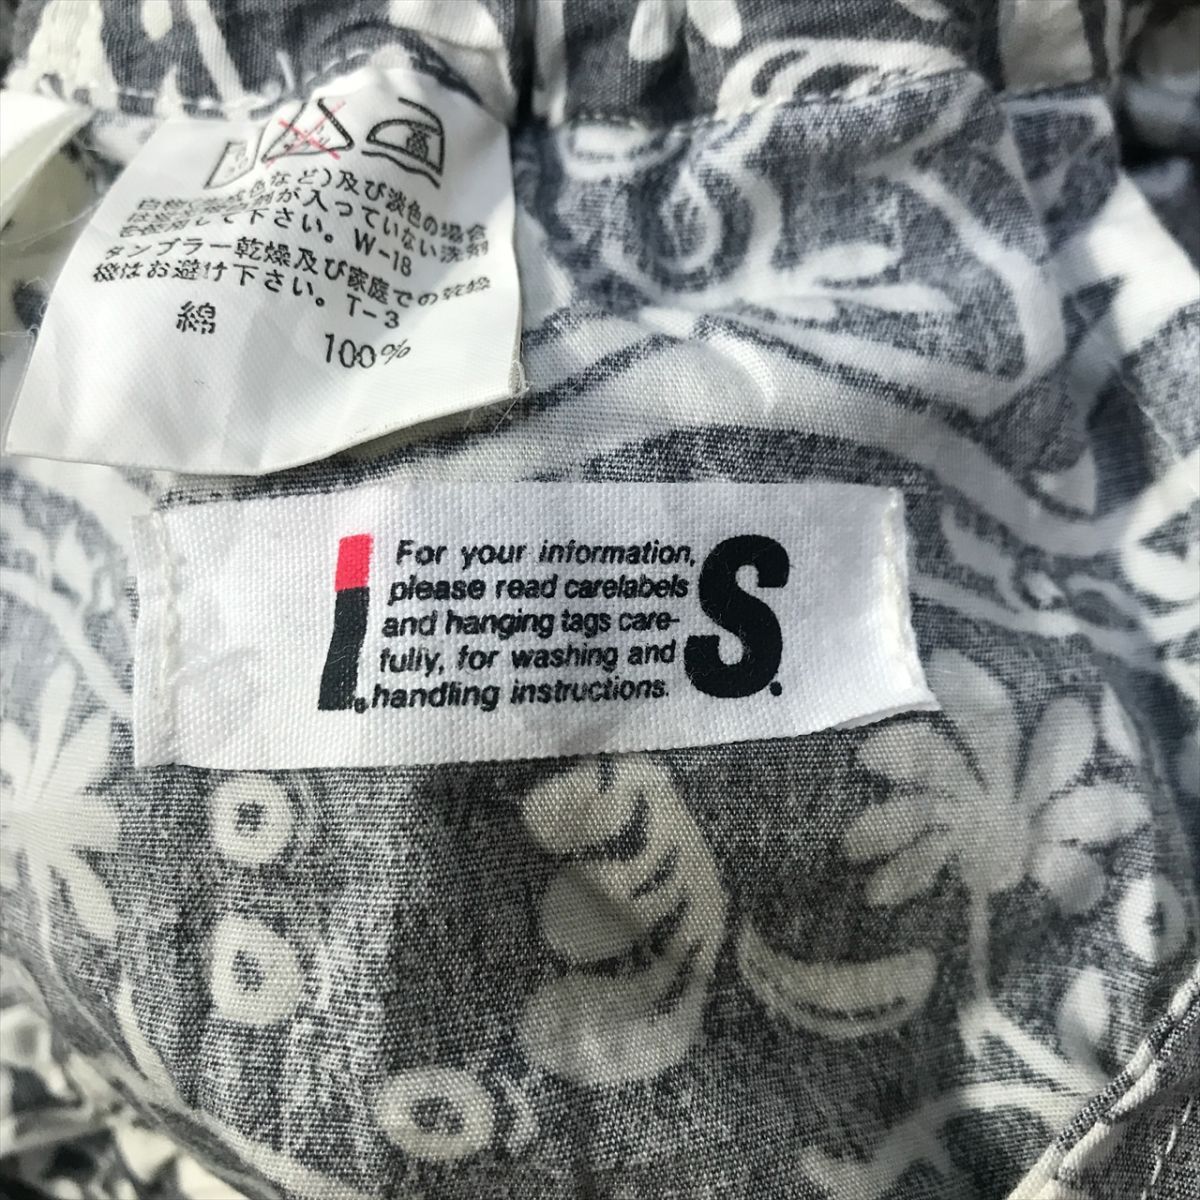 色など)及び淡色の場合
が入っていない洗剤
して下さい。W-18
タンブラー乾燥及び家庭での乾燥
機はお避け下さい。T-3
綿
100%
I.S.
For your information,
please read carelabels
and hanging tags care-
fully, for washing and
handling instructions.